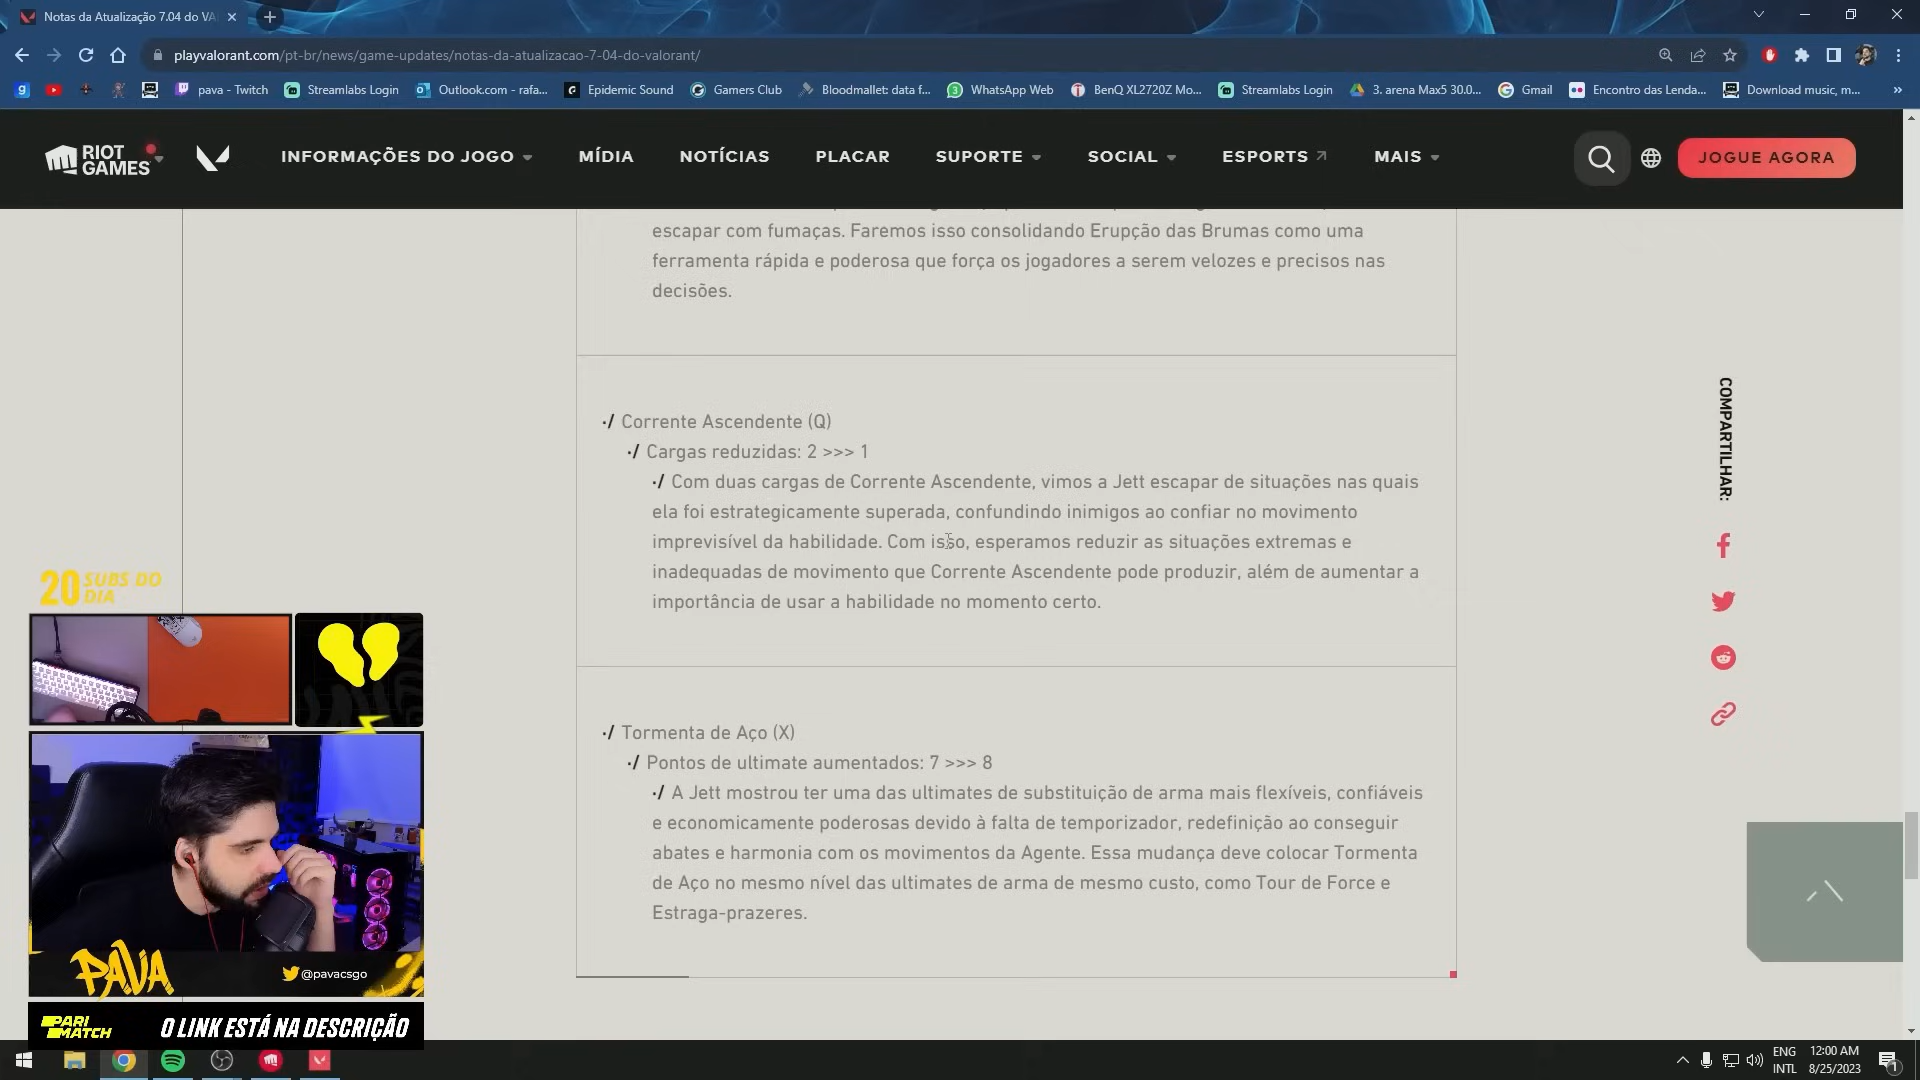 Notas da Atualização 7.04 do VA
playvalorant.com/pt-br/news/game-updates/notas-da-atualizacao-7-04-do-valorant/
pava - Twitch
Streamlabs Login
Outlook.com - rafa...
Epidemic Sound
Gamers Club
Bloodmallet: data f...
WhatsApp Web
BenQ XL2720Z Mo...
Streamlabs Login
3. arena Max5 30.0...
Gmail
Encontro das Lenda...
Download music, m...
RIOT
GAMES
INFORMAÇÕES DO JOGO
MÍDIA
NOTÍCIAS
PLACAR
SUPORTE
SOCIAL
ESPORTS
MAIS
JOGUE AGORA
escapar com fumaças. Faremos isso consolidando Erupção das Brumas como uma
ferramenta rápida e poderosa que força os jogadores a serem velozes e precisos nas
decisões.
Corrente Ascendente (Q)
Cargas reduzidas: 2 >>> 1
Com duas cargas de Corrente Ascendente, vimos a Jett escapar de situações nas quais
ela foi estrategicamente superada, confundindo inimigos ao confiar no movimento
imprevisível da habilidade. Com isso, esperamos reduzir as situações extremas e
inadequadas de movimento que Corrente Ascendente pode produzir, além de aumentar a
importância de usar a habilidade no momento certo.
Tormenta de Aço (X)
Pontos de ultimate aumentados: 7 >>> 8
A Jett mostrou ter uma das ultimates de substituição de arma mais flexíveis, confiáveis
e economicamente poderosas devido à falta de temporizador, redefinição ao conseguir
abates e harmonia com os movimentos da Agente. Essa mudança deve colocar Tormenta
de Aço no mesmo nível das ultimates de arma de mesmo custo, como Tour de Force e
Estraga-prazeres.
COMPARTILHAR:
20 SUBS DO
DIA
PAVA
@pavacsgo
PARI
MATCH
O LINK ESTÁ NA DESCRIÇÃO
ENG
INTL
12:00 AM
8/25/2023
1